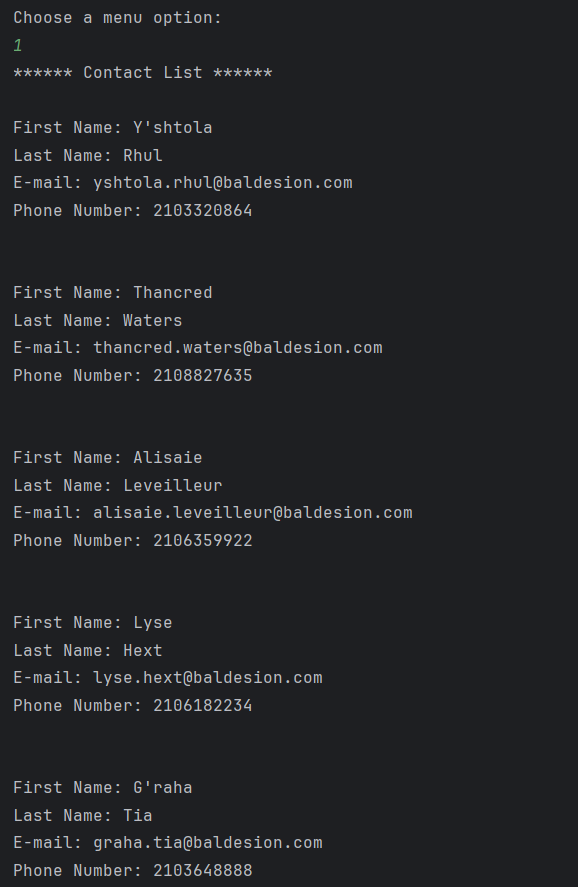 Choose a menu option:
1
****** Contact List ******
First Name: Y'shtola
Last Name: Rhul
E-mail: yshtola.rhul@baldesion.com
Phone Number: 2103320864
First Name: Thancred
Last Name: Waters
E-mail: thancred.waters@baldesion.com
Phone Number: 2108827635
First Name: Alisaie
Last Name: Leveilleur
E-mail: alisaie.leveilleur@baldesion.com
Phone Number: 2106359922
First Name: Lyse
Last Name: Hext
E-mail: lyse.hext@baldesion.com
Phone Number: 2106182234
First Name: G'raha
Last Name: Tia
E-mail: graha.tia@baldesion.com
Phone Number: 2103648888